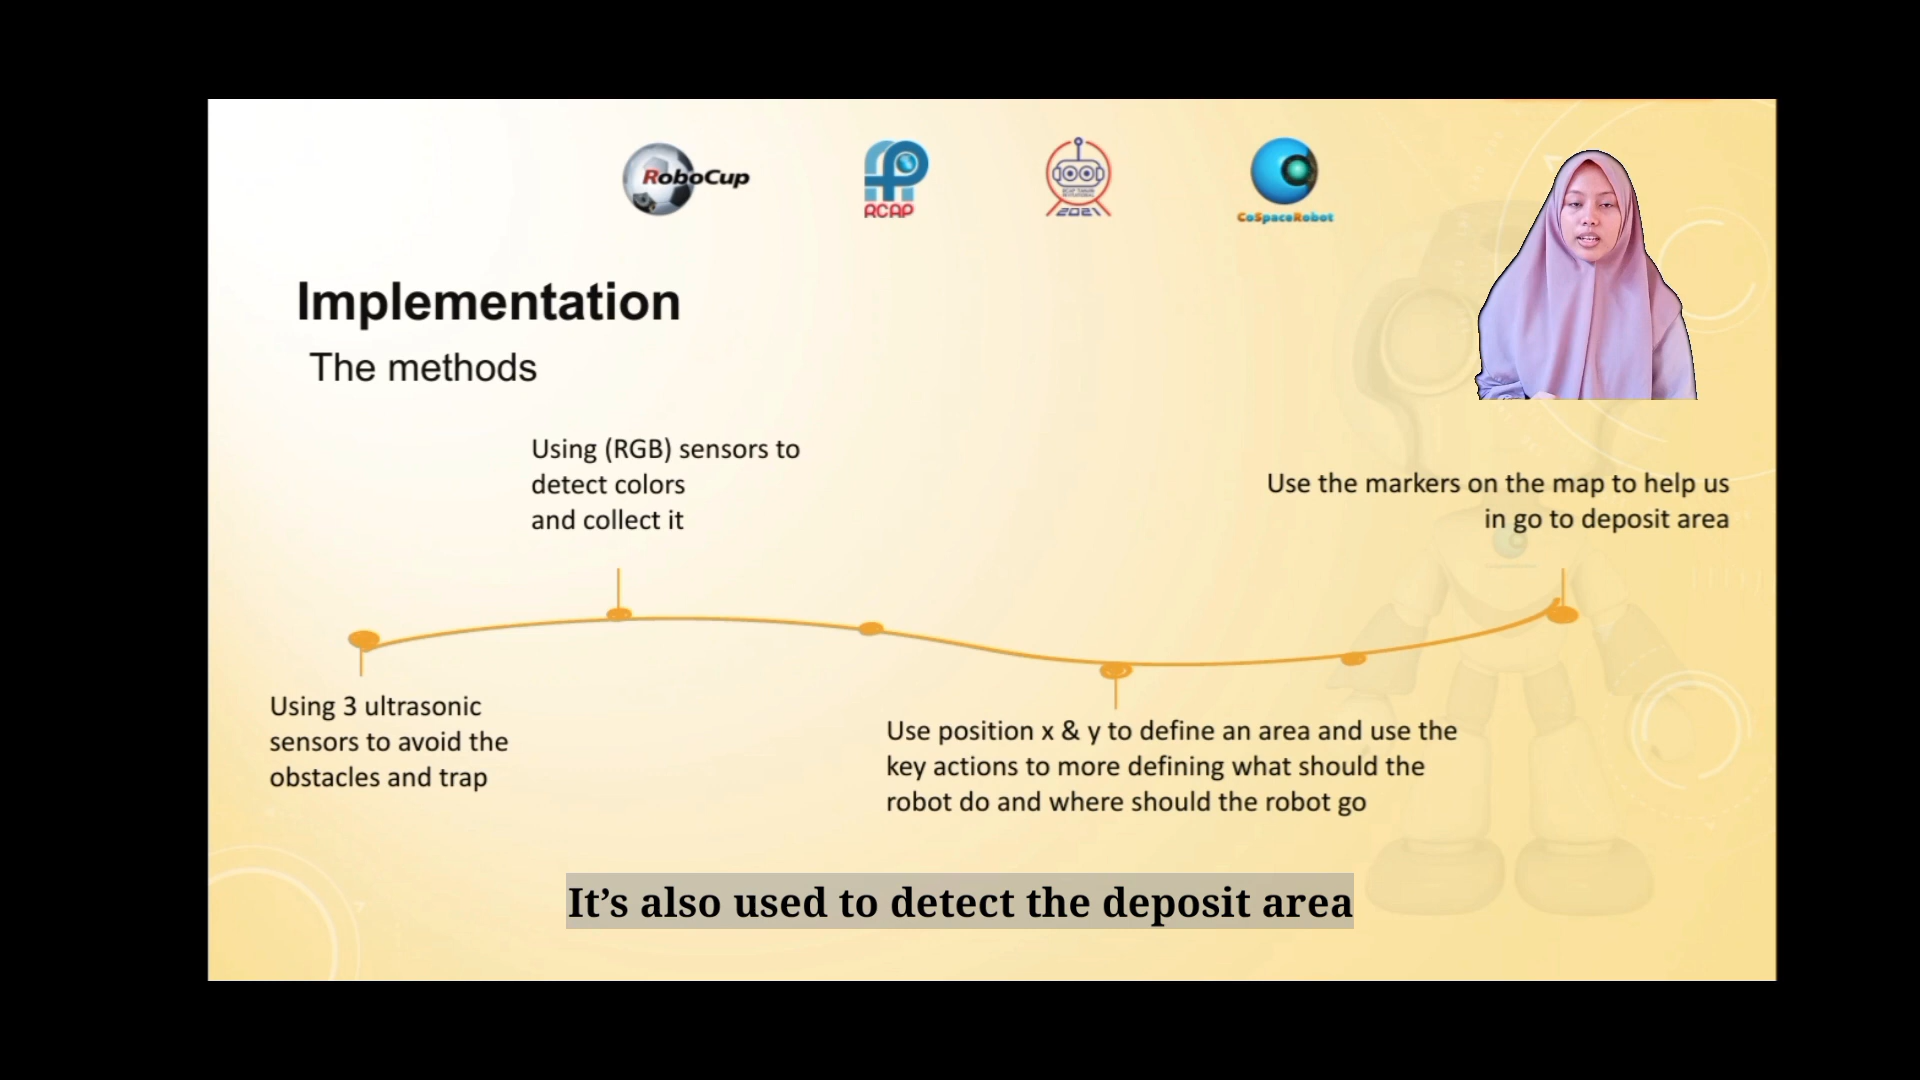 RoboCup
RCAP
2021
CoSpaceRobot
Implementation
The methods
Using (RGB) sensors to
detect colors
and collect it
Use the markers on the map to help us
in go to deposit area
Using 3 ultrasonic
sensors to avoid the
obstacles and trap
Use position x & y to define an area and use the
key actions to more defining what should the
robot do and where should the robot go
It’s also used to detect the deposit area